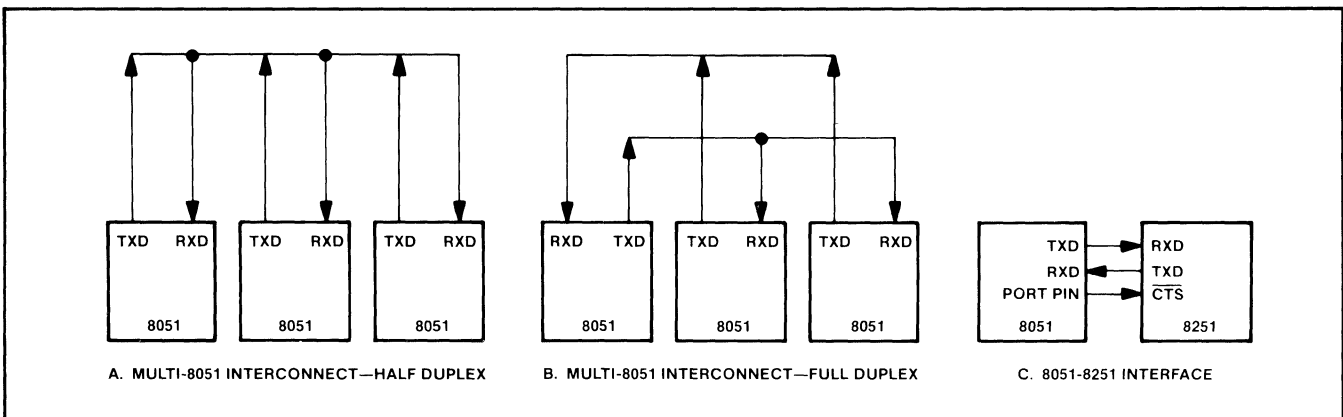 TXD RXD
8051
TXD RXD
8051
TXD RXD
8051
A. MULTI-8051 INTERCONNECT—HALF DUPLEX
RXD TXD
8051
TXD RXD
8051
TXD RXD
8051
B. MULTI-8051 INTERCONNECT—FULL DUPLEX
TXD
RXD
PORT PIN
8051
RXD
TXD
CTS
8251
C. 8051-8251 INTERFACE